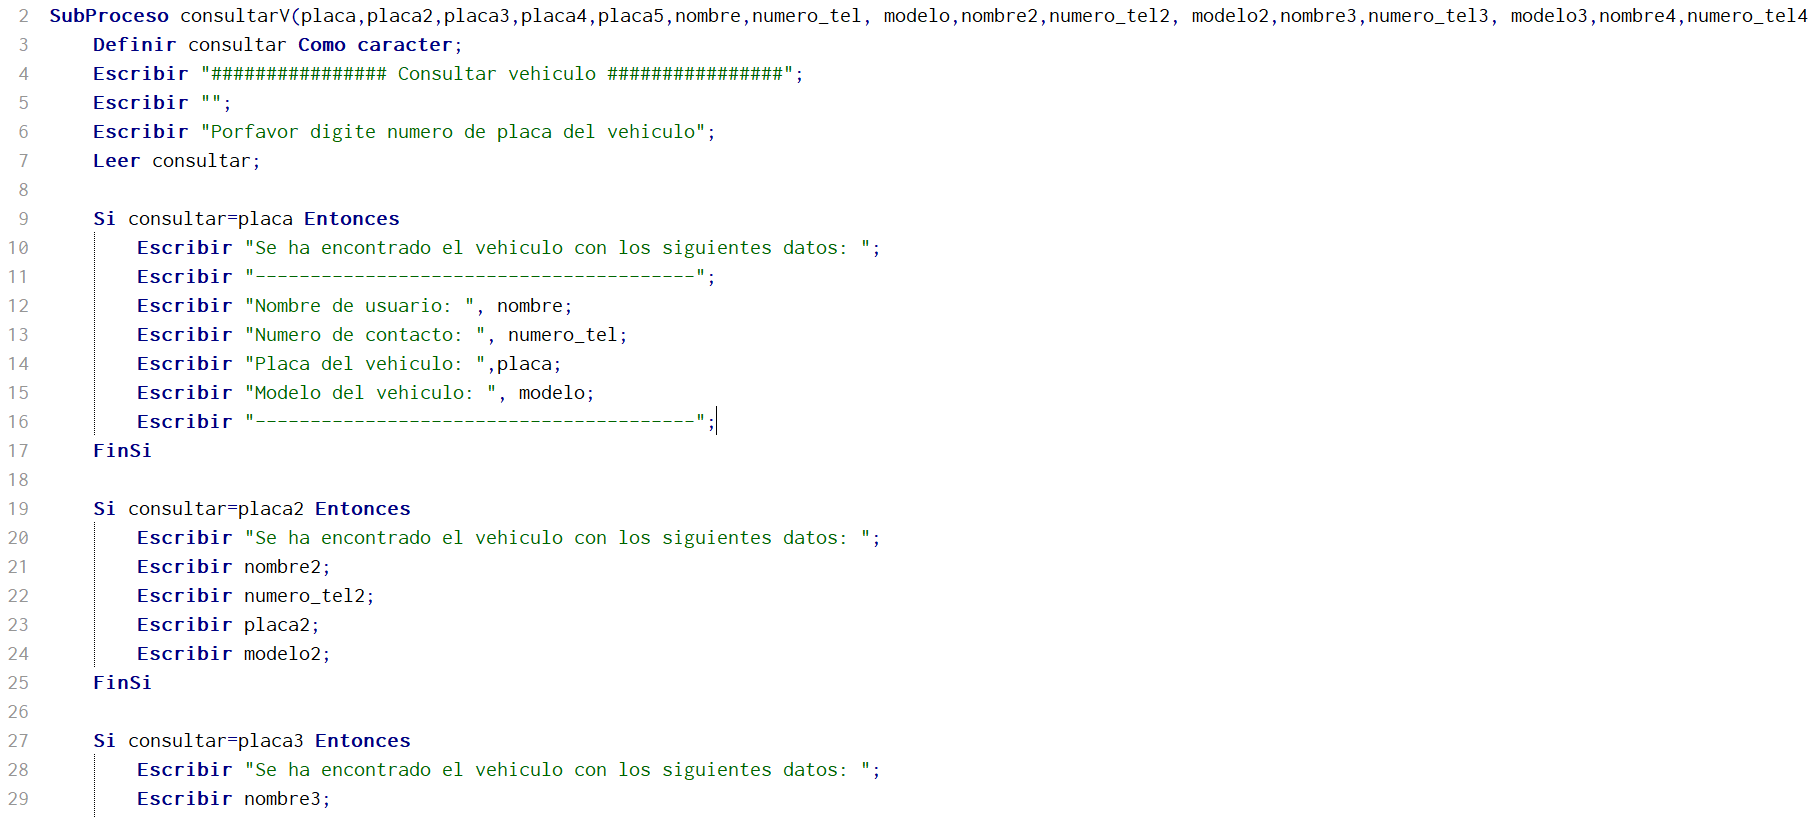 2 SubProceso consultarV(placa,placa2,placa3,placa4,placa5,nombre,numero_tel, modelo,nombre2,numero_tel2, modelo2,nombre3,numero_tel3, modelo3,nombre4,numero_tel4
3 Definir consultar Como caracter;
4 Escribir "################ Consultar vehiculo ################";
5 Escribir "";
6 Escribir "Porfavor digite numero de placa del vehiculo";
7 Leer consultar;
8
9 Si consultar=placa Entonces
10 Escribir "Se ha encontrado el vehiculo con los siguientes datos: ";
11 Escribir "----------------------------------------";
12 Escribir "Nombre de usuario: ", nombre;
13 Escribir "Numero de contacto: ", numero_tel;
14 Escribir "Placa del vehiculo: ",placa;
15 Escribir "Modelo del vehiculo: ", modelo;
16 Escribir "----------------------------------------";
17 FinSi
18
19 Si consultar=placa2 Entonces
20 Escribir "Se ha encontrado el vehiculo con los siguientes datos: ";
21 Escribir nombre2;
22 Escribir numero_tel2;
23 Escribir placa2;
24 Escribir modelo2;
25 FinSi
26
27 Si consultar=placa3 Entonces
28 Escribir "Se ha encontrado el vehiculo con los siguientes datos: ";
29 Escribir nombre3;